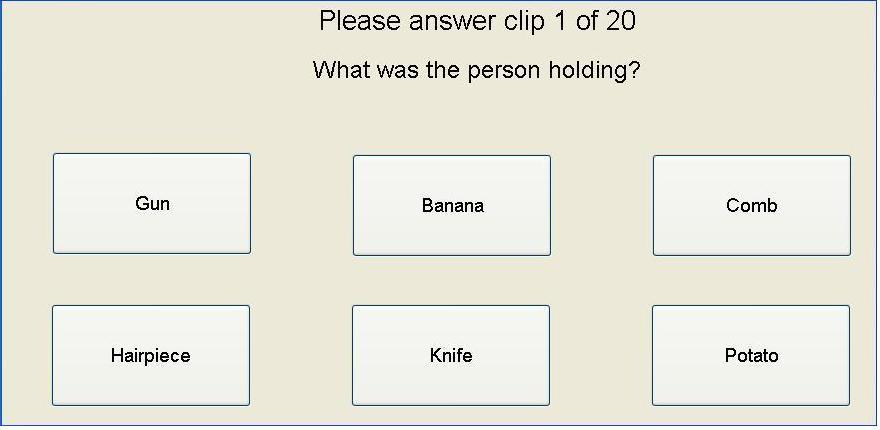 Please answer clip 1 of 20
What was the person holding?
Gun
Banana
Comb
Hairpiece
Knife
Potato